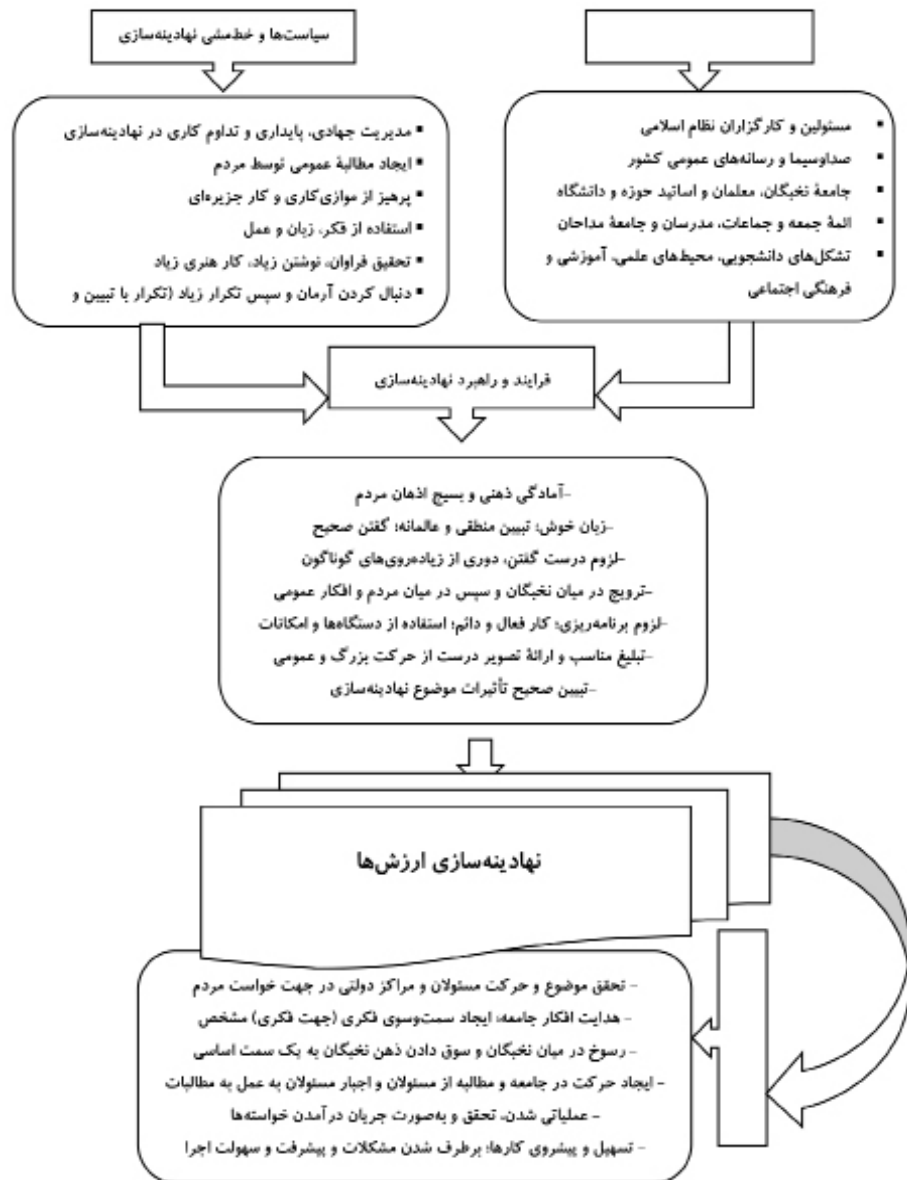 سیاست‌ها و خط‌مشی نهادینه‌سازی
▪ مسئولین و کارگزاران نظام اسلامی
▪ صداوسیما و رسانه‌های عمومی کشور
▪ جامعهٔ نخبگان، معلمان و اساتید حوزه و دانشگاه
▪ ائمهٔ جمعه و جماعات، مدرسان و جامعهٔ مداحان
▪ تشکل‌های دانشجویی، محیط‌های علمی، آموزشی و
فرهنگی اجتماعی
▪ مدیریت جهادی، پایداری و تداوم کاری در نهادینه‌سازی
▪ ایجاد مطالبهٔ عمومی توسط مردم
▪ پرهیز از موازی‌کاری و کار جزیره‌ای
▪ استفاده از فکر، زبان و عمل
▪ تحقیق فراوان، نوشتن زیاد، کار هنری زیاد
▪ دنبال کردن آرمان و سپس تکرار زیاد (تکرار با تبیین و
فرایند و راهبرد نهادینه‌سازی
-آمادگی ذهنی و بسیج اذهان مردم
-زبان خوش؛ تبیین منطقی و عالمانه؛ گفتن صحیح
-لزوم درست گفتن، دوری از زیاده‌روی‌های گوناگون
-ترویج در میان نخبگان و سپس در میان مردم و افکار عمومی
-لزوم برنامه‌ریزی؛ کار فعال و دائم؛ استفاده از دستگاه‌ها و امکانات
-تبلیغ مناسب و ارائهٔ تصویر درست از حرکت بزرگ و عمومی
-تبیین صحیح تأثیرات موضوع نهادینه‌سازی
نهادینه‌سازی ارزش‌ها
- تحقق موضوع و حرکت مسئولان و مراکز دولتی در جهت خواست مردم
- هدایت افکار جامعه؛ ایجاد سمت‌وسوی فکری (جهت فکری) مشخص
- رسوخ در میان نخبگان و سوق دادن ذهن نخبگان به یک سمت اساسی
- ایجاد حرکت در جامعه و مطالبه از مسئولان و اجبار مسئولان به عمل به مطالبات
- عملیاتی شدن، تحقق و به‌صورت جریان درآمدن خواسته‌ها
- تسهیل و پیشروی کارها؛ برطرف شدن مشکلات و پیشرفت و سهولت اجرا